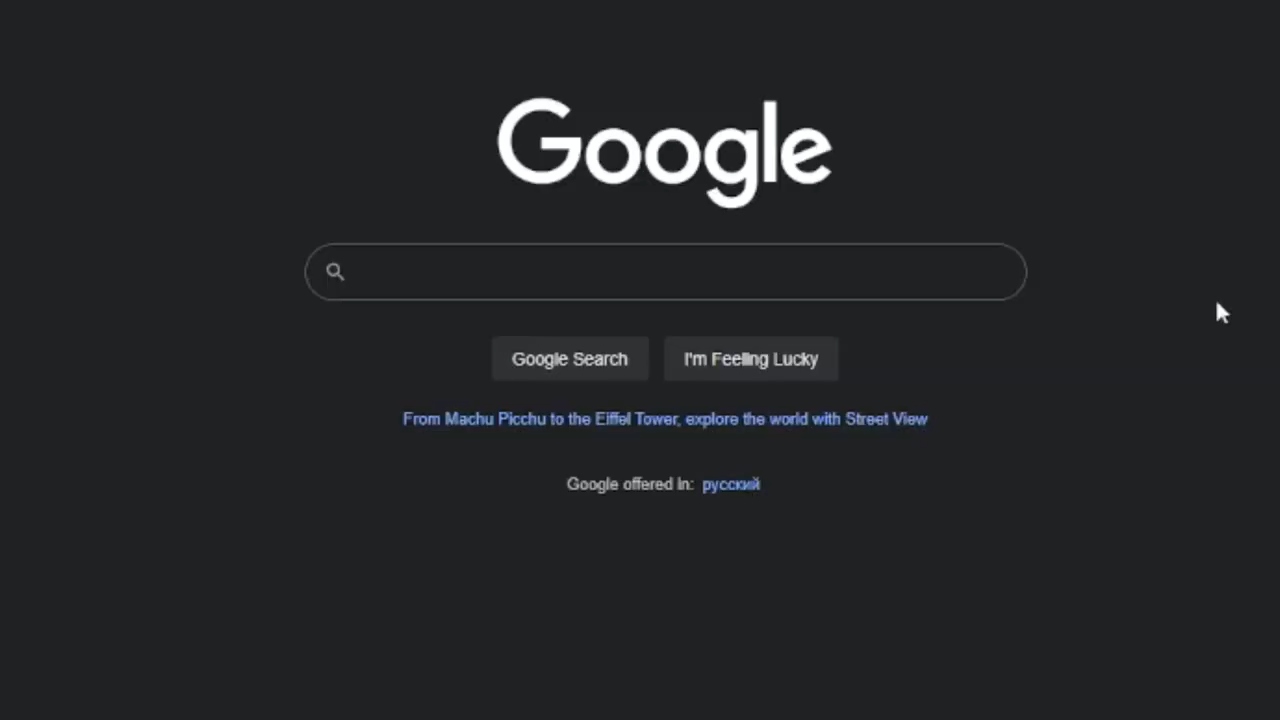 Google
Google Search
I'm Feeling Lucky
From Machu Picchu to the Eiffel Tower, explore the world with Street View
Google offered in: русский